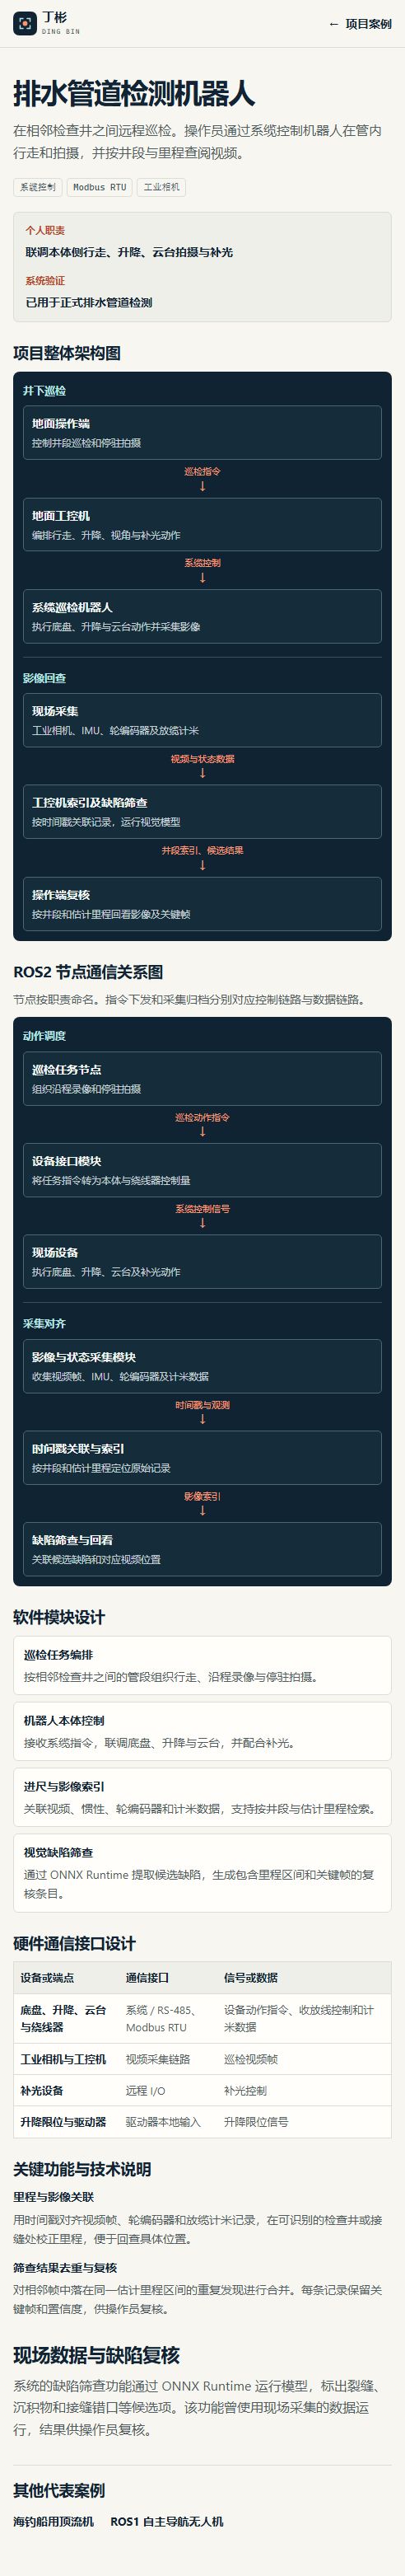 丁彬
DING BIN
← 项目案例
排水管道检测机器人
在相邻检查井之间远程巡检。操作员通过系缆控制机器人在管内
行走和拍摄，并按井段与里程查阅视频。
系缆控制
Modbus RTU
工业相机
个人职责
联调本体侧行走、升降、云台拍摄与补光
系统验证
已用于正式排水管道检测
项目整体架构图
井下巡检
地面操作端
控制井段巡检和停驻拍摄
巡检指令
↓
地面工控机
编排行走、升降、视角与补光动作
系缆控制
↓
系缆巡检机器人
执行底盘、升降与云台动作并采集影像
影像回查
现场采集
工业相机、IMU、轮编码器及放缆计米
视频与状态数据
↓
工控机索引及缺陷筛查
按时间戳关联记录，运行视觉模型
井段索引、候选结果
↓
操作端复核
按井段和估计里程回看影像及关键帧
ROS2 节点通信关系图
节点按职责命名。指令下发和采集归档分别对应控制链路与数据链路。
动作调度
巡检任务节点
组织沿程录像和停驻拍摄
巡检动作指令
↓
设备接口模块
将任务指令转为本体与绕线器控制量
系缆控制信号
↓
现场设备
执行底盘、升降、云台及补光动作
采集对齐
影像与状态采集模块
收集视频帧、IMU、轮编码器及计米数据
时间戳与观测
↓
时间戳关联与索引
按井段和估计里程定位原始记录
影像索引
↓
缺陷筛查与回看
关联候选缺陷和对应视频位置
软件模块设计
巡检任务编排
按相邻检查井之间的管段组织行走、沿程录像与停驻拍摄。
机器人本体控制
接收系缆指令，联调底盘、升降与云台，并配合补光。
进尺与影像索引
关联视频、惯性、轮编码器和计米数据，支持按井段与估计里程检索。
视觉缺陷筛查
通过 ONNX Runtime 提取候选缺陷，生成包含里程区间和关键帧的复
核条目。
硬件通信接口设计
设备或端点 通信接口 信号或数据
底盘、升降、云台 系缆 / RS-485、 设备动作指令、收放线控制和计
与绕线器 Modbus RTU 米数据
工业相机与工控机 视频采集链路 巡检视频帧
补光设备 远程 I/O 补光控制
升降限位与驱动器 驱动器本地输入 升降限位信号
关键功能与技术说明
里程与影像关联
用时间戳对齐视频帧、轮编码器和放缆计米记录，在可识别的检查井或接
缝处校正里程，便于回查具体位置。
筛查结果去重与复核
对相邻帧中落在同一估计里程区间的重复发现进行合并。每条记录保留关
键帧和置信度，供操作员复核。
现场数据与缺陷复核
系统的缺陷筛查功能通过 ONNX Runtime 运行模型，标出裂缝、
沉积物和接缝错口等候选项。该功能曾使用现场采集的数据运
行，结果供操作员复核。
其他代表案例
海钓船用顶流机 ROS1 自主导航无人机